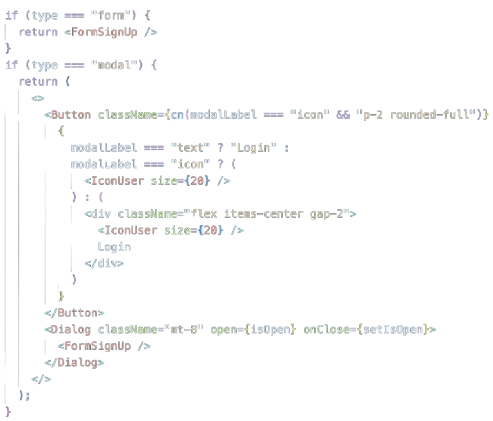 if (type === "form") {
  return <FormSignUp />
}
if (type === "modal") {
  return (
    <>
      <Button className={cn(modalLabel === "icon" && "p-2 rounded-full")}
        {
          modalLabel === "text" ? "Login" :
          modalLabel === "icon" ? (
            <IconUser size={20} />
          ) : (
            <div className="flex items-center gap-2">
              <IconUser size={20} />
              Login
            </div>
          )
        }
      </Button>
      <Dialog className="mt-8" open={isOpen} onClose={setIsOpen}>
        <FormSignUp />
      </Dialog>
    </>
  );
}